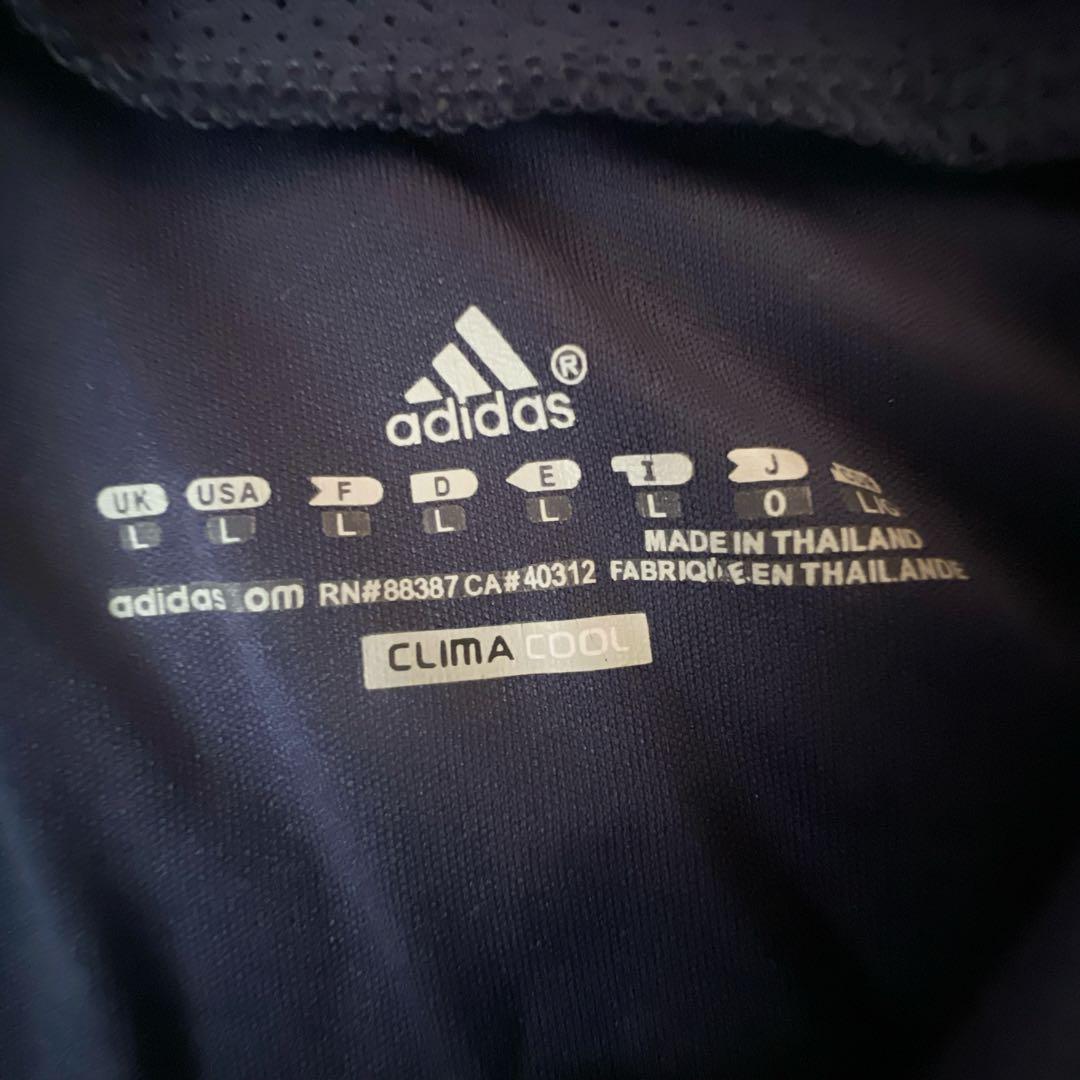 adidas®
UK USA F D E I J
L L L L L L O L/G
MADE IN THAILAND
adidas om RN#88387 CA#40312 FABRIQUE.EN THAILANDE
CLIMA COOL